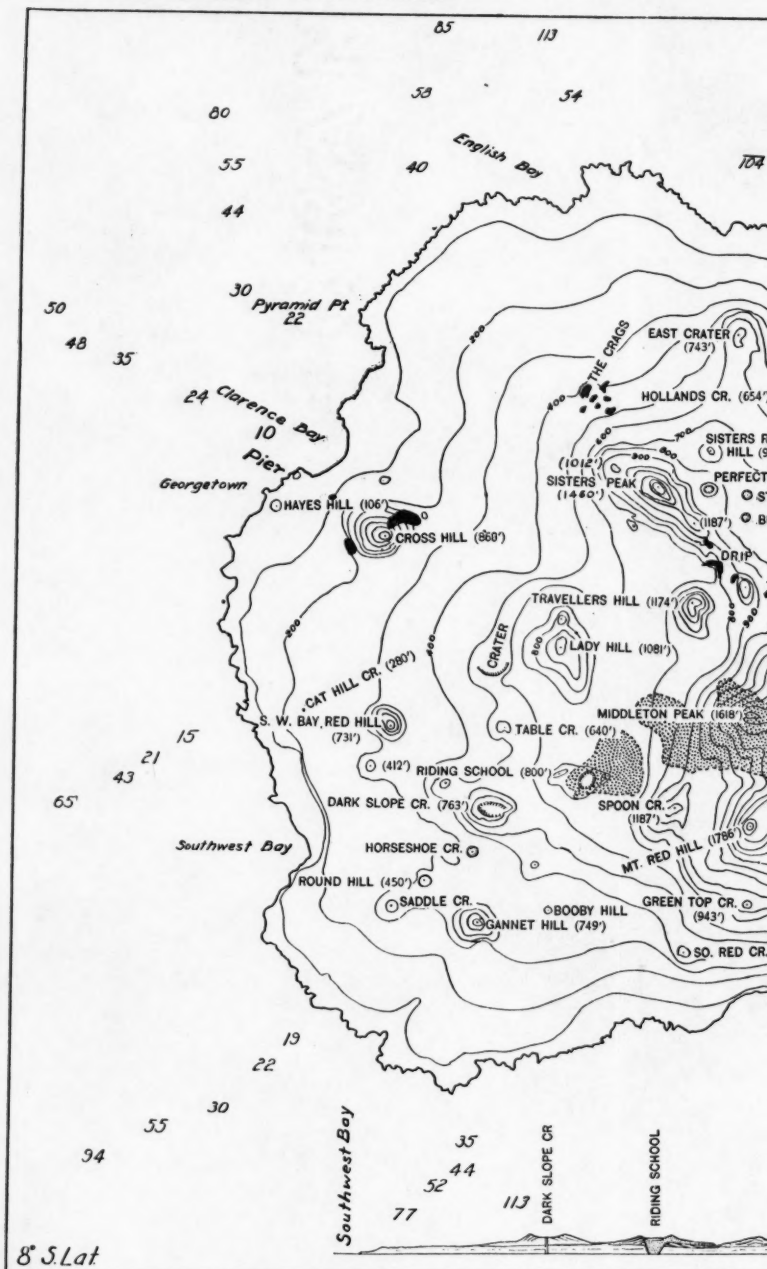 85
113
58
54
80
English Bay
55
40
104
44
30
Pyramid Pt
22
50
48
35
200
THE CRAGS
EAST CRATER
(743')
24
Clarence Bay
10
400
HOLLANDS CR. (654')
600
700
Pier
SISTERS
HILL
(1012')
Georgetown
SISTERS PEAK
(1460')
PERFECT
HAYES HILL (106')
(1187')
CROSS HILL (860')
DRIP
TRAVELLERS HILL (1174')
200
400
CRATER
800
LADY HILL (1081')
CAT HILL CR. (280')
S. W. BAY, RED HILL
(731')
MIDDLETON PEAK (1618')
TABLE CR. (640')
15
21
43
65
(412')
RIDING SCHOOL (800')
DARK SLOPE CR. (763')
SPOON CR.
(1187')
Southwest Bay
HORSESHOE CR.
MT. RED HILL (1786')
ROUND HILL (450')
SADDLE CR.
BOOBY HILL
GREEN TOP CR.
(943')
GANNET HILL (749')
SO. RED CR.
19
22
30
55
94
Southwest Bay
35
44
52
77
113
DARK SLOPE CR
RIDING SCHOOL
8° S. Lat.